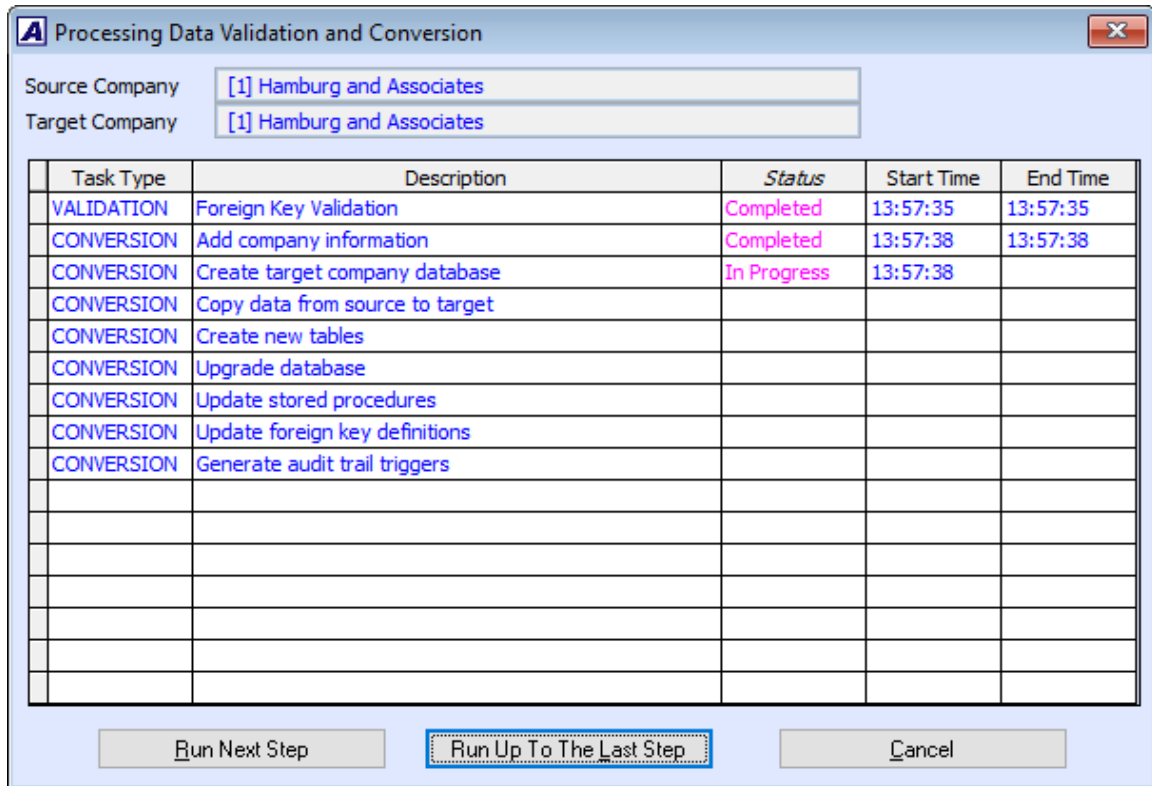 A Processing Data Validation and Conversion
Source Company [1] Hamburg and Associates
Target Company [1] Hamburg and Associates
Task Type Description Status Start Time End Time
VALIDATION Foreign Key Validation Completed 13:57:35 13:57:35
CONVERSION Add company information Completed 13:57:38 13:57:38
CONVERSION Create target company database In Progress 13:57:38
CONVERSION Copy data from source to target
CONVERSION Create new tables
CONVERSION Upgrade database
CONVERSION Update stored procedures
CONVERSION Update foreign key definitions
CONVERSION Generate audit trail triggers
Run Next Step Run Up To The Last Step Cancel